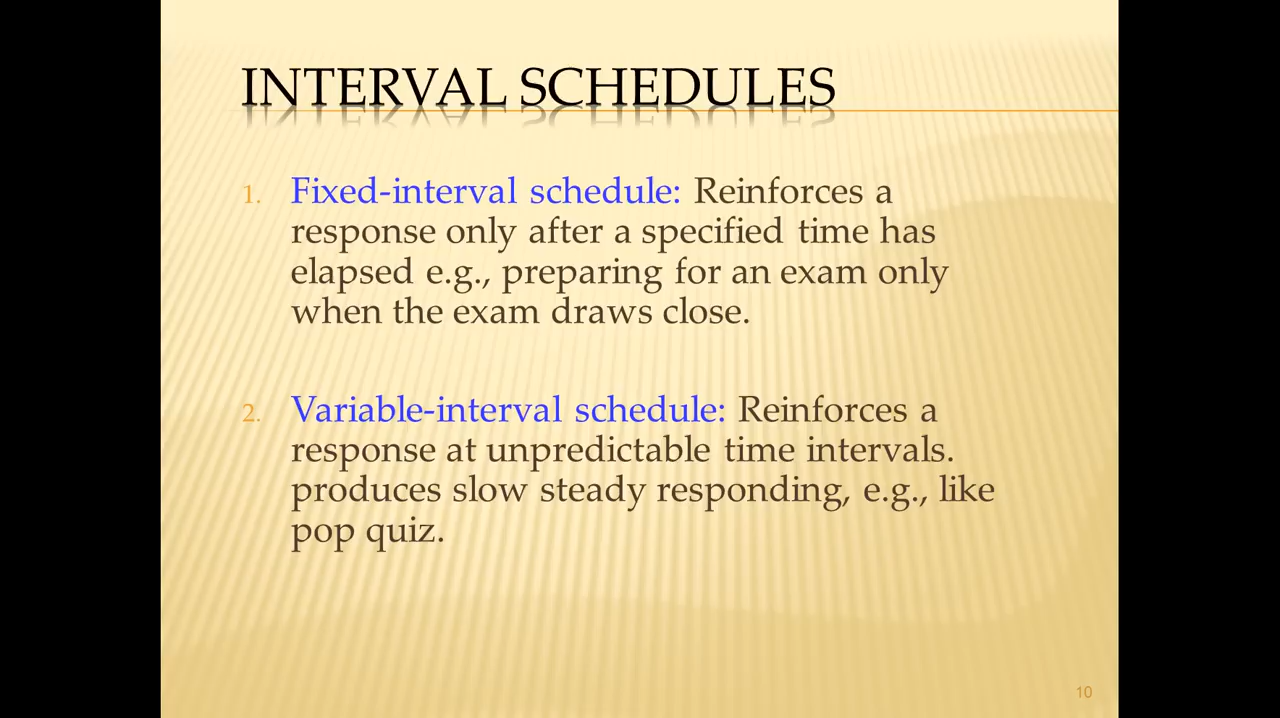 INTERVAL SCHEDULES
1. Fixed-interval schedule: Reinforces a
response only after a specified time has
elapsed e.g., preparing for an exam only
when the exam draws close.
2. Variable-interval schedule: Reinforces a
response at unpredictable time intervals.
produces slow steady responding, e.g., like
pop quiz.
10